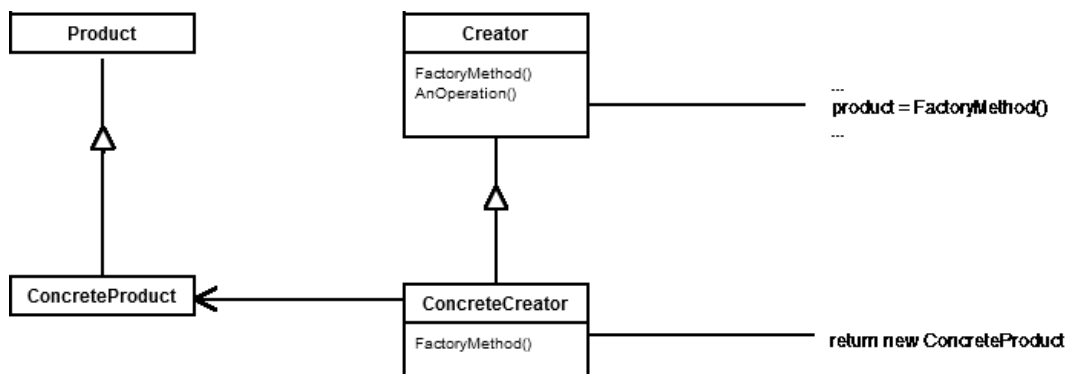 Product
Creator
FactoryMethod()
AnOperation()
...
product = FactoryMethod()
...
ConcreteProduct
ConcreteCreator
FactoryMethod()
return new ConcreteProduct